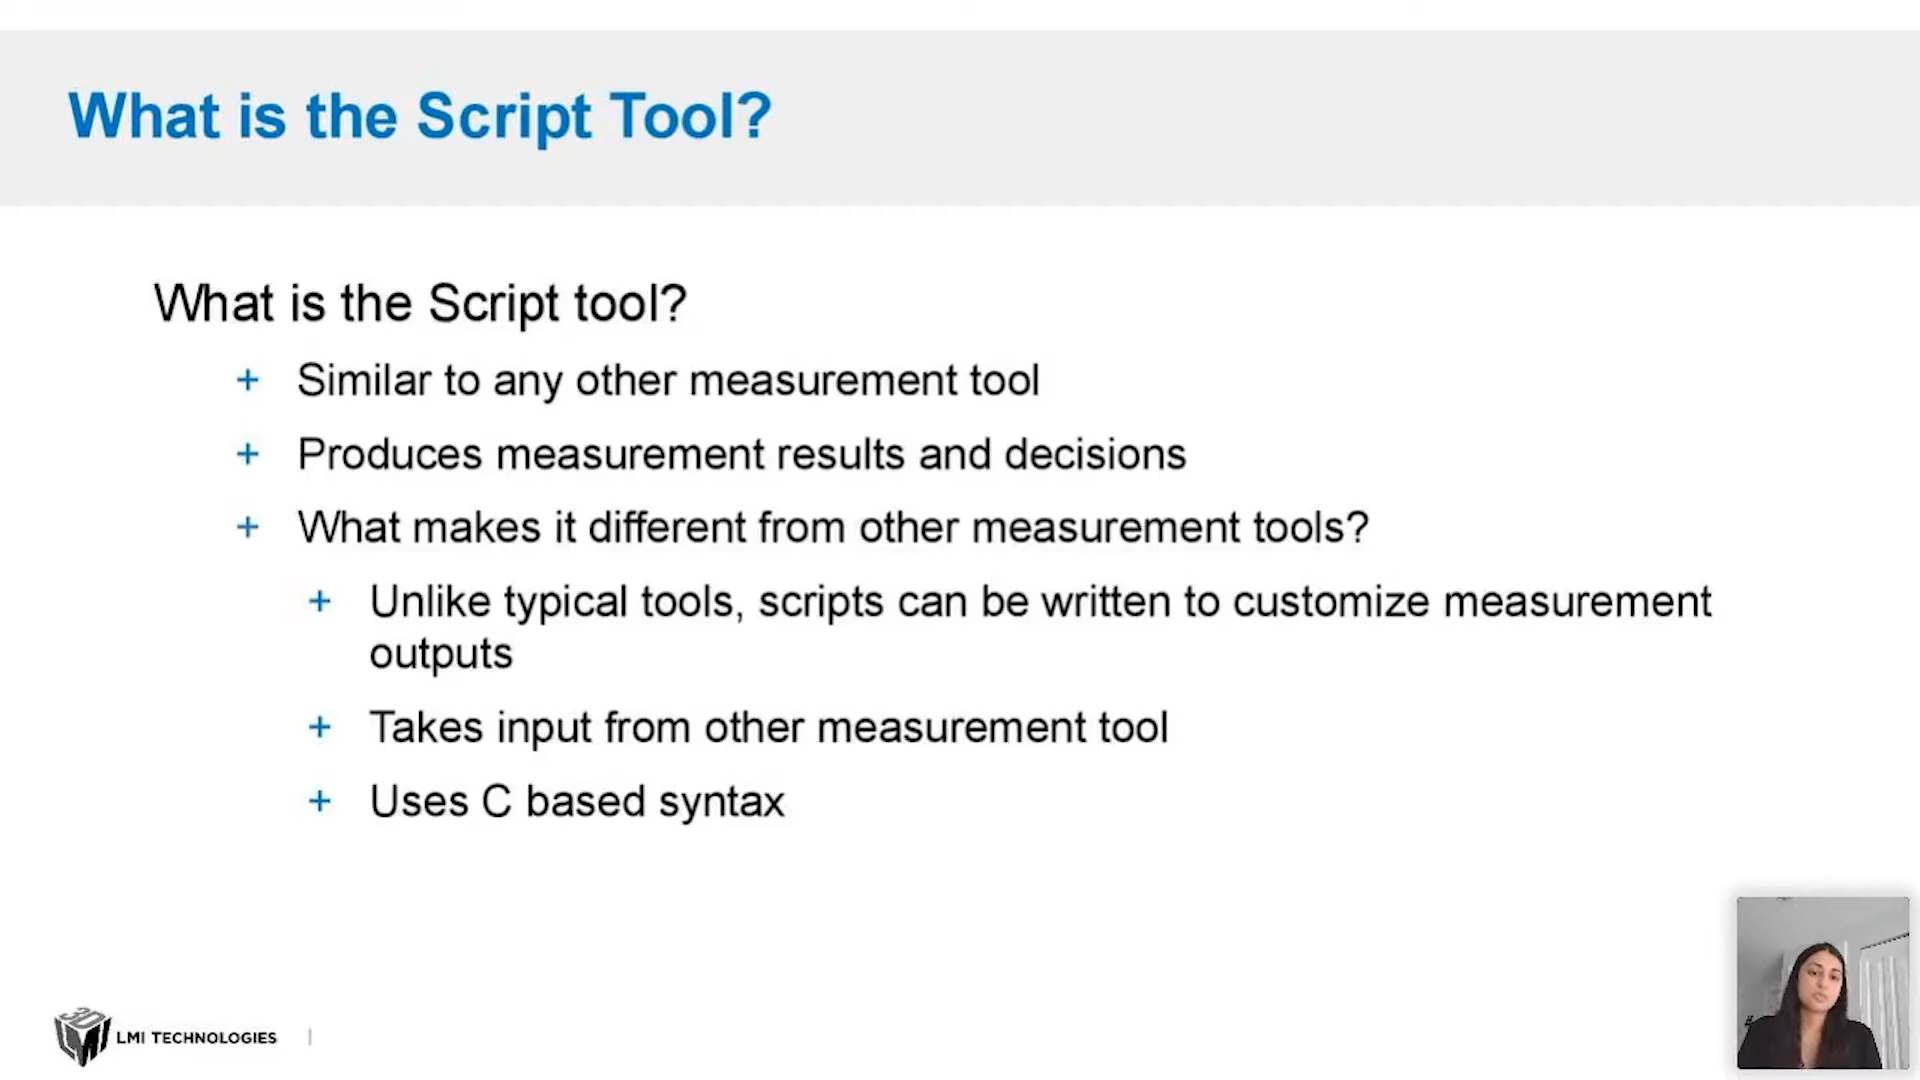 What is the Script Tool?
What is the Script tool?
+ Similar to any other measurement tool
+ Produces measurement results and decisions
+ What makes it different from other measurement tools?
+ Unlike typical tools, scripts can be written to customize measurement
outputs
+ Takes input from other measurement tool
+ Uses C based syntax
3D
LMI TECHNOLOGIES |